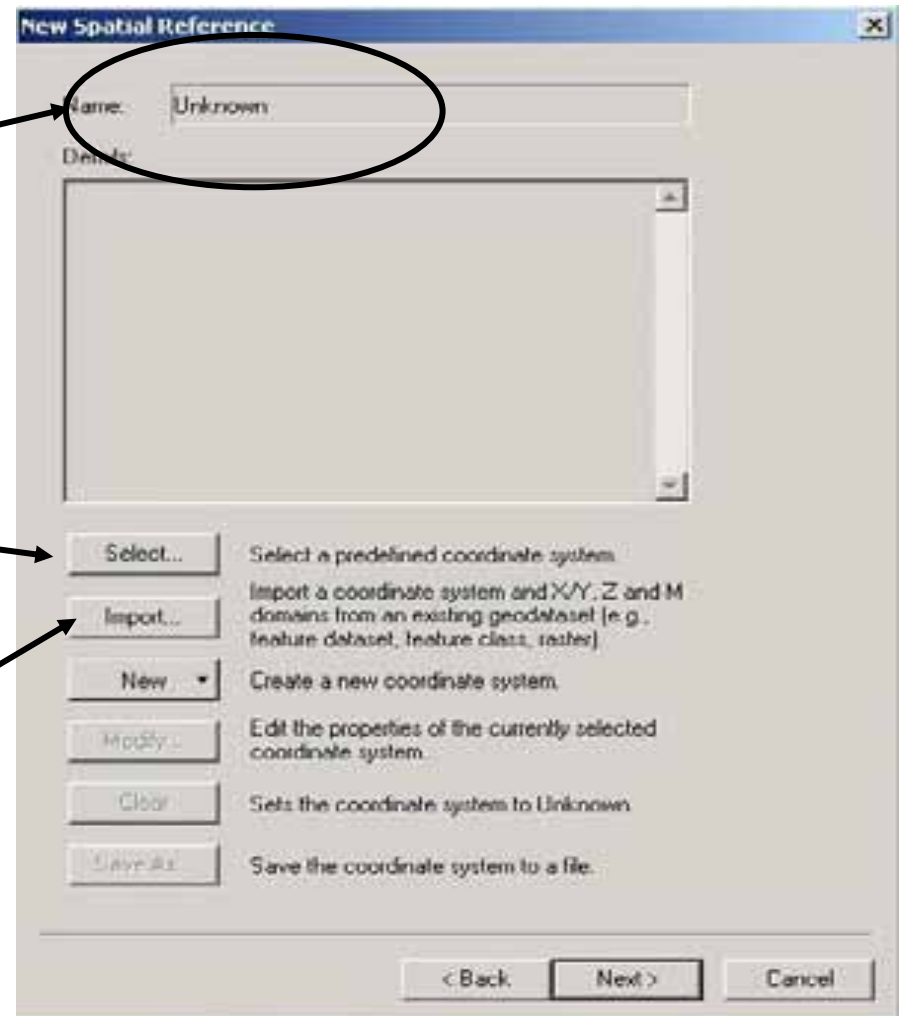 New Spatial Reference
Name: Unknown
Details:
Select... Select a predefined coordinate system.
Import... Import a coordinate system and X/Y, Z and M
domains from an existing geodataset (e.g.,
feature dataset, feature class, raster)
New Create a new coordinate system.
Modify... Edit the properties of the currently selected
coordinate system.
Clear Sets the coordinate system to Unknown
Save As... Save the coordinate system to a file.
< Back Next > Cancel